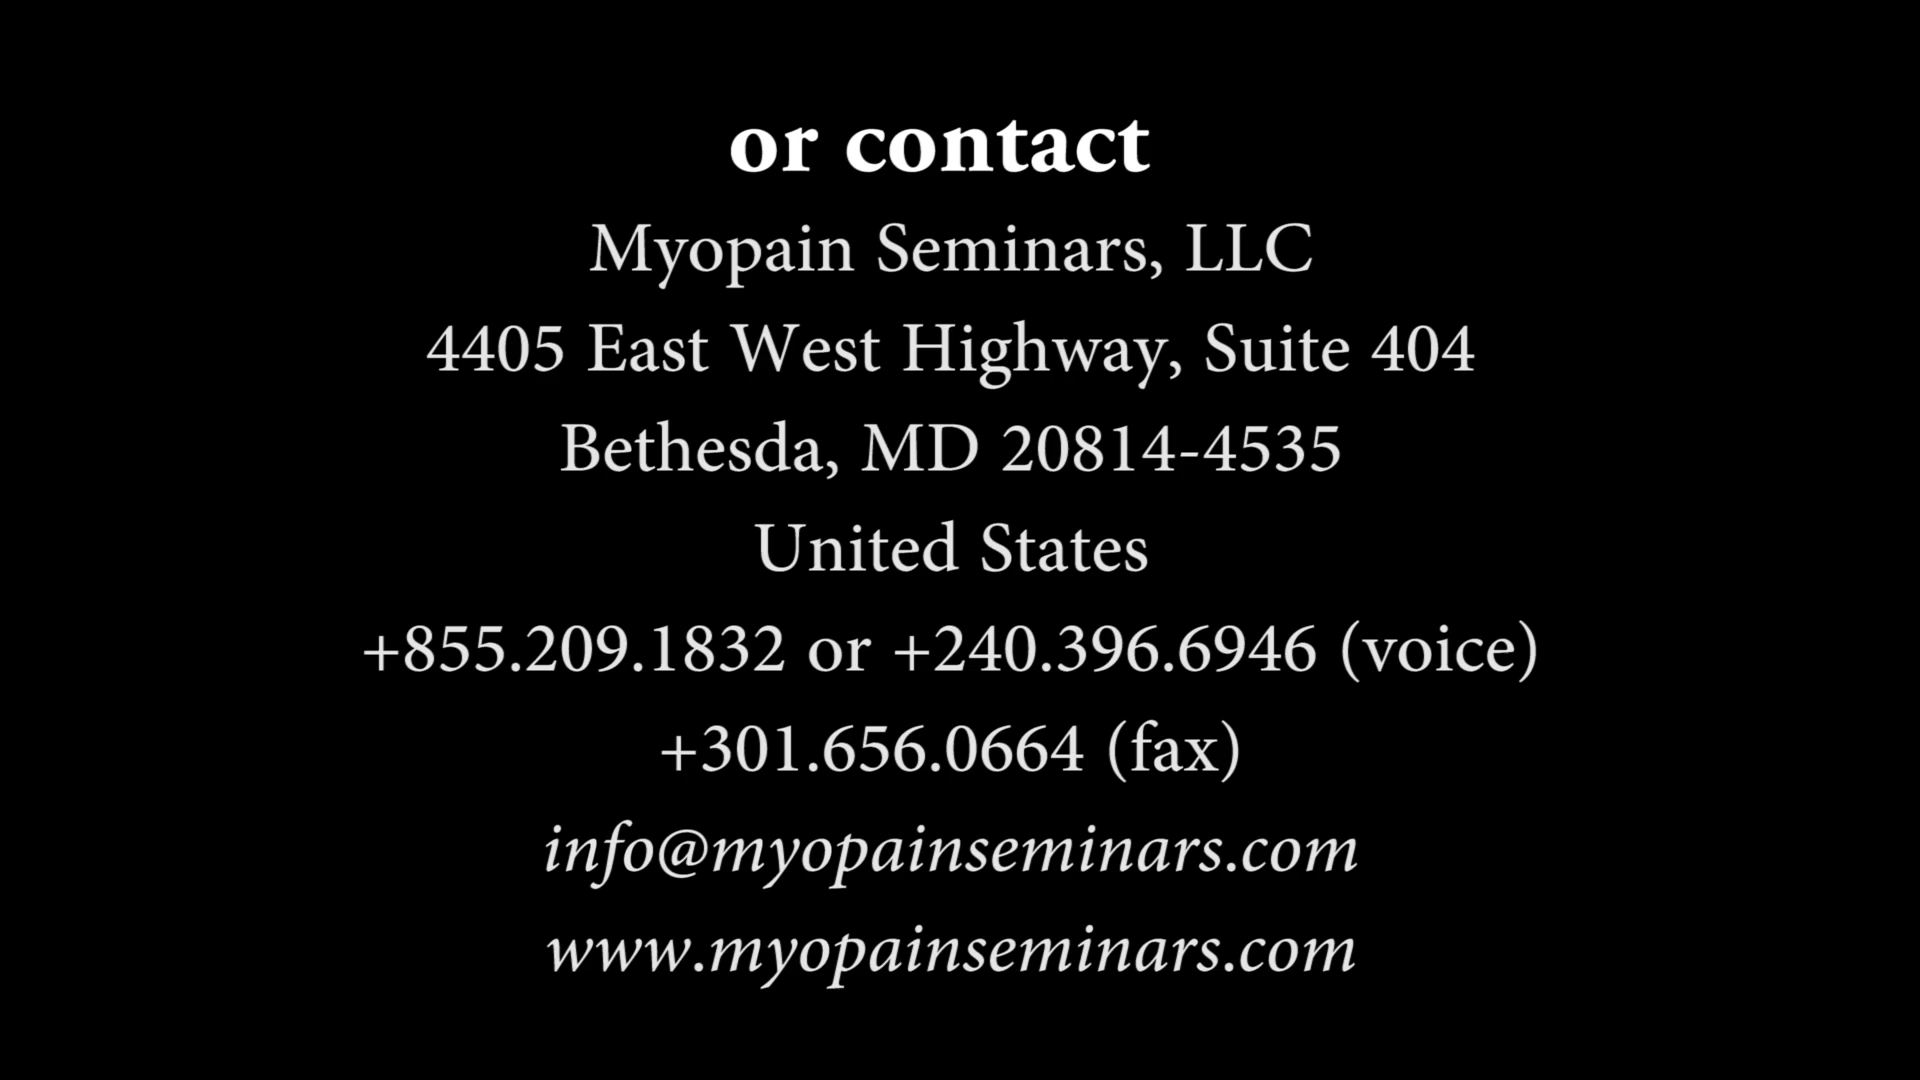 or contact
Myopain Seminars, LLC
4405 East West Highway, Suite 404
Bethesda, MD 20814-4535
United States
+855.209.1832 or +240.396.6946 (voice)
+301.656.0664 (fax)
info@myopainseminars.com
www.myopainseminars.com